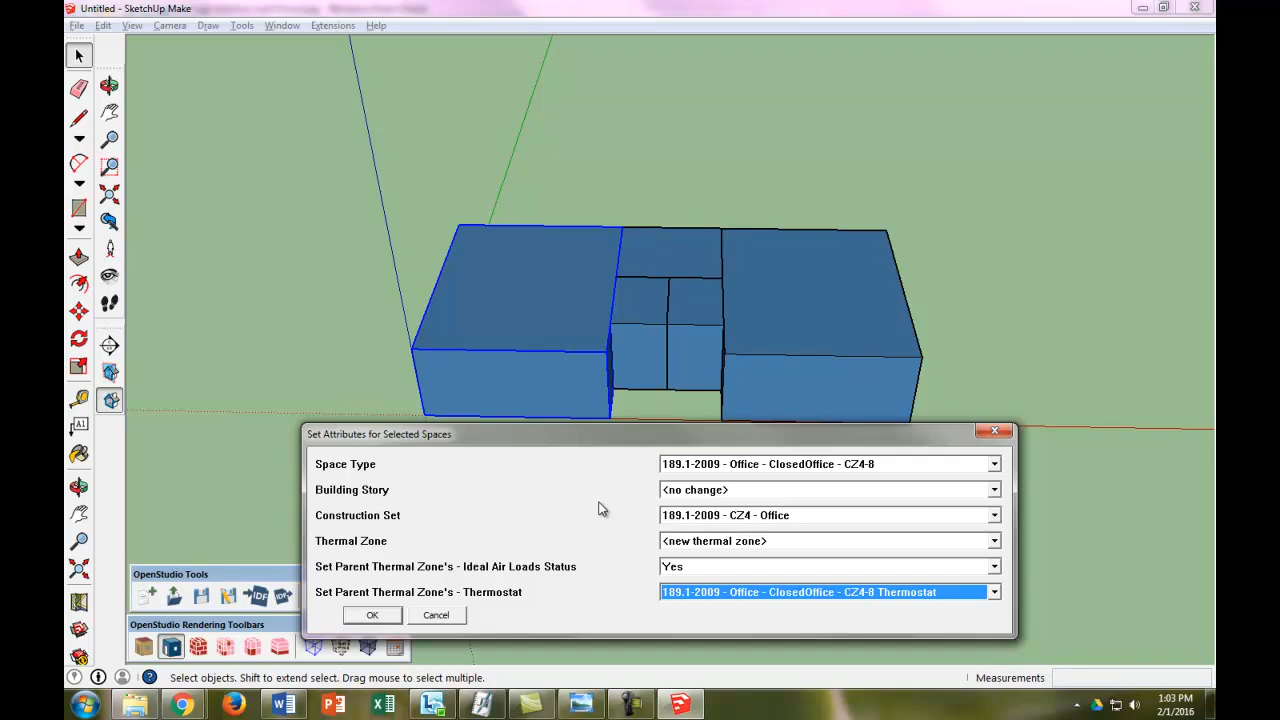 Untitled - SketchUp Make
File Edit View Camera Draw Tools Window Extensions Help
Set Attributes for Selected Spaces
Space Type 189.1-2009 - Office - ClosedOffice - CZ4-8
Building Story <no change>
Construction Set 189.1-2009 - CZ4 - Office
Thermal Zone <new thermal zone>
Set Parent Thermal Zone's - Ideal Air Loads Status Yes
Set Parent Thermal Zone's - Thermostat 189.1-2009 - Office - ClosedOffice - CZ4-8 Thermostat
OK Cancel
OpenStudio Tools
IDF IDF
OpenStudio Rendering Toolbars
Select objects. Shift to extend select. Drag mouse to select multiple. Measurements
1:03 PM
2/1/2016